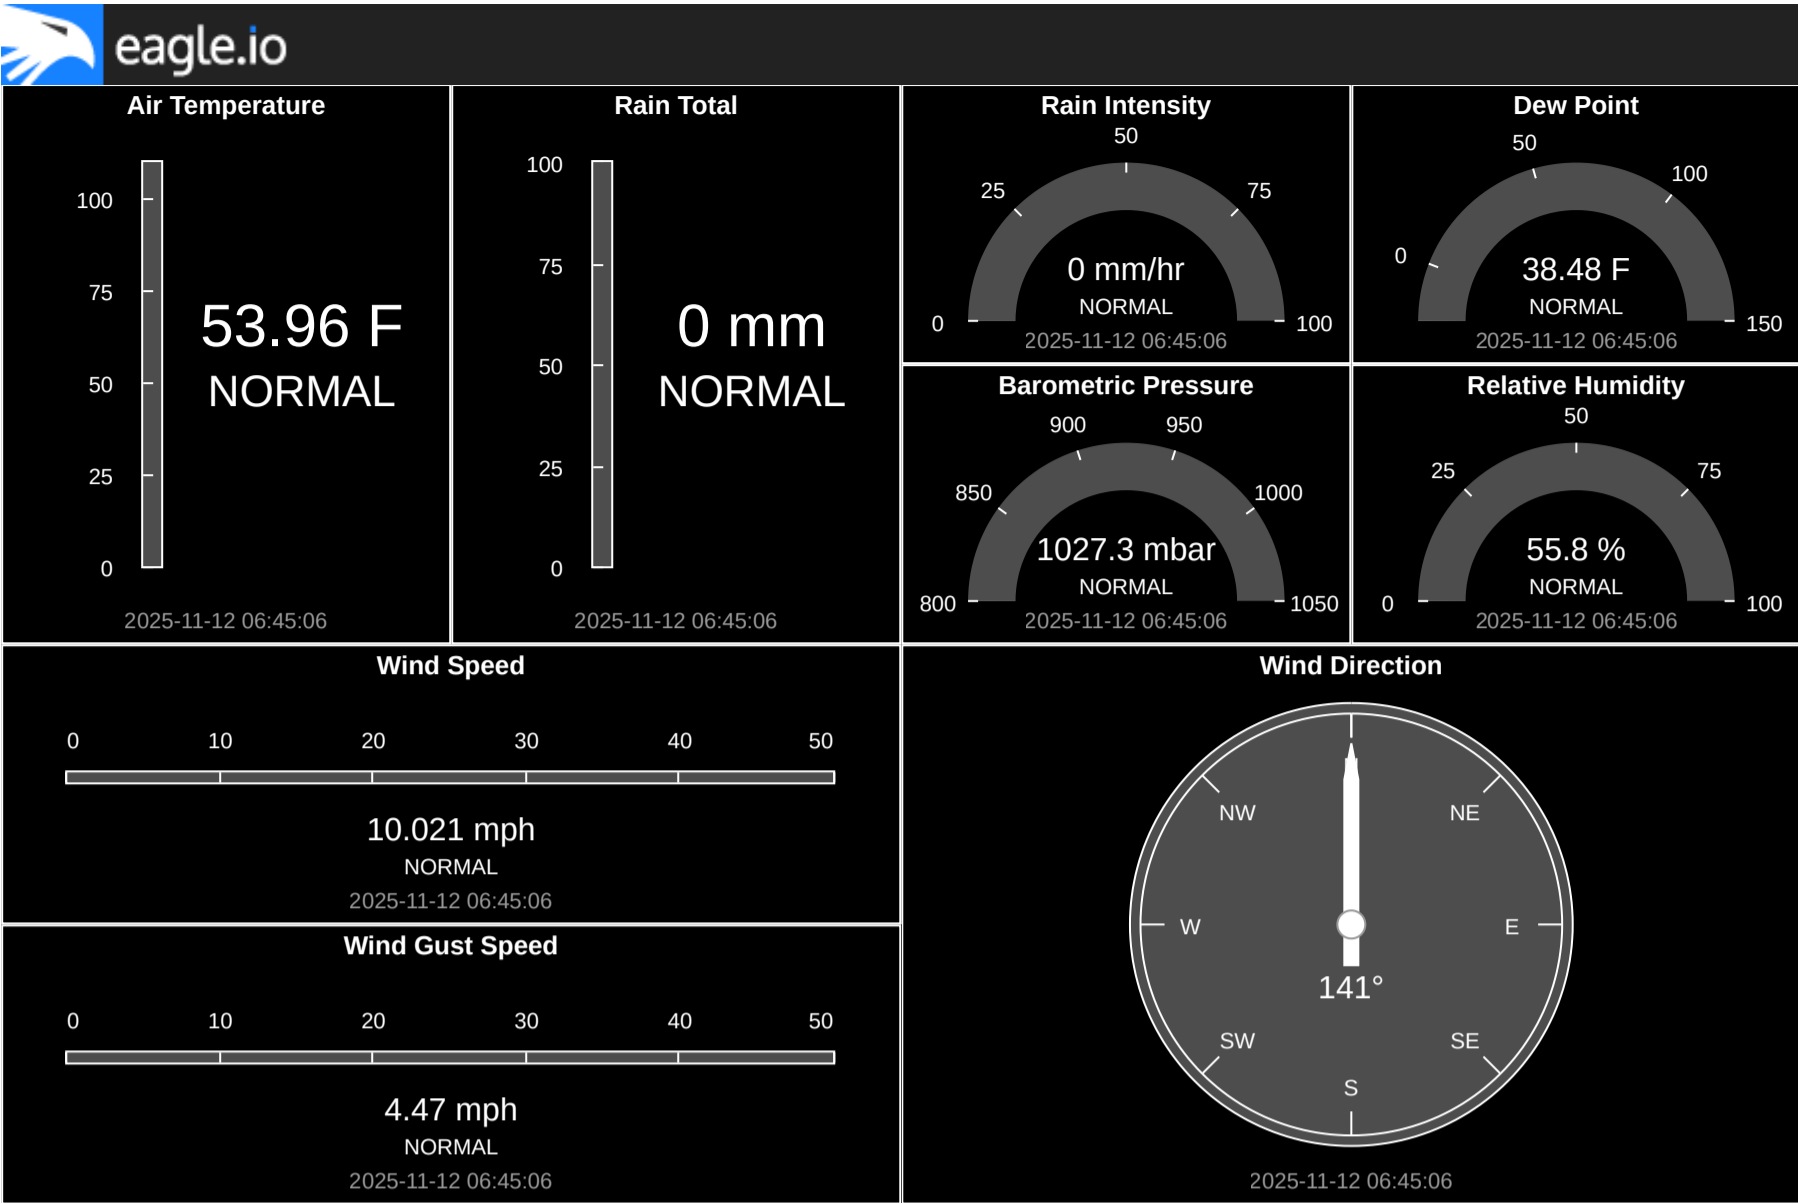 eagle.io
Air Temperature
100
75
50
25
0
53.96 F
NORMAL
2025-11-12 06:45:06
Rain Total
100
75
50
25
0
0 mm
NORMAL
2025-11-12 06:45:06
Rain Intensity
0
25
50
75
100
0 mm/hr
NORMAL
2025-11-12 06:45:06
Dew Point
0
50
100
150
38.48 F
NORMAL
2025-11-12 06:45:06
Barometric Pressure
800
850
900
950
1000
1050
1027.3 mbar
NORMAL
2025-11-12 06:45:06
Relative Humidity
0
25
50
75
100
55.8 %
NORMAL
2025-11-12 06:45:06
Wind Speed
0 10 20 30 40 50
10.021 mph
NORMAL
2025-11-12 06:45:06
Wind Gust Speed
0 10 20 30 40 50
4.47 mph
NORMAL
2025-11-12 06:45:06
Wind Direction
NW NE
W E
141°
SW SE
S
2025-11-12 06:45:06